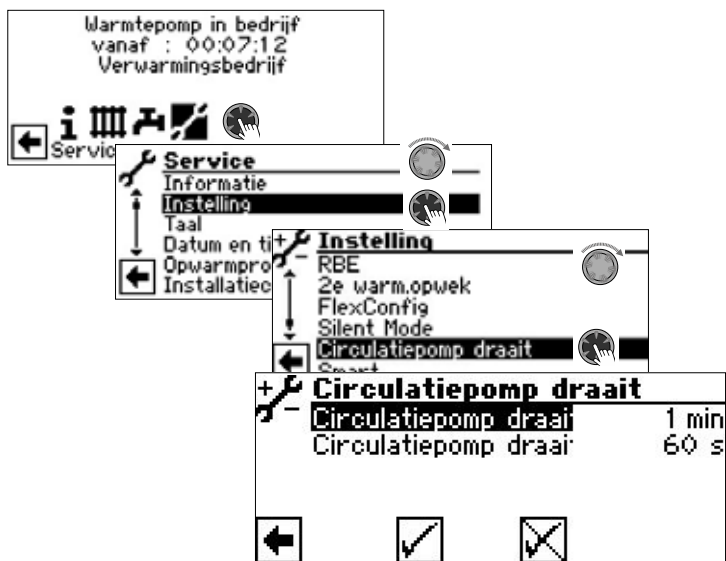 Warmtepomp in bedrijf
vanaf : 00:07:12
Verwarmingsbedrijf
Servic
Service
Informatie
Instelling
Taal
Datum en ti
Opwarmpro
Installatiec
Instelling
RBE
2e warm.opwek
FlexConfig
Silent Mode
Circulatiepomp draait
Smart
Circulatiepomp draait
Circulatiepomp draai 1 min
Circulatiepomp draai 60 s